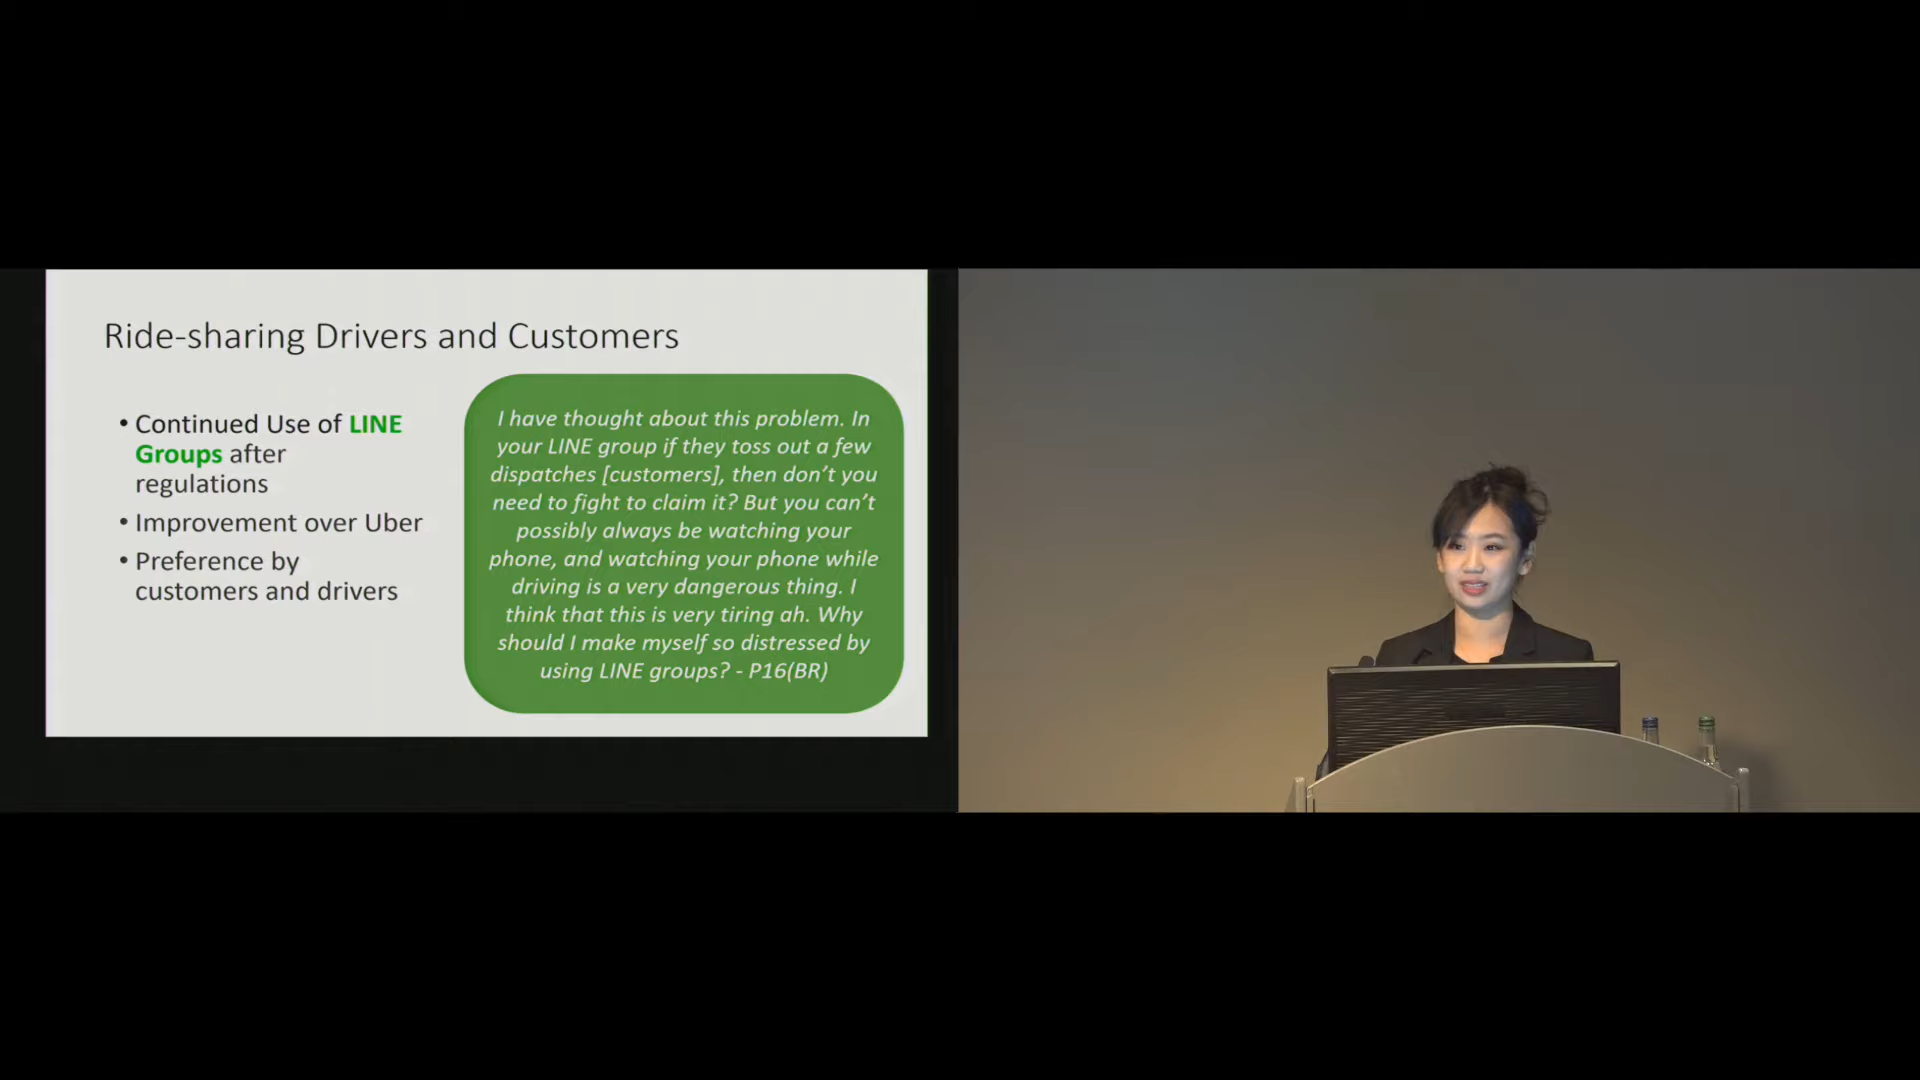 Ride-sharing Drivers and Customers
• Continued Use of LINE
Groups after
regulations
• Improvement over Uber
• Preference by
customers and drivers
I have thought about this problem. In
your LINE group if they toss out a few
dispatches [customers], then don't you
need to fight to claim it? But you can't
possibly always be watching your
phone, and watching your phone while
driving is a very dangerous thing. I
think that this is very tiring ah. Why
should I make myself so distressed by
using LINE groups? - P16(BR)